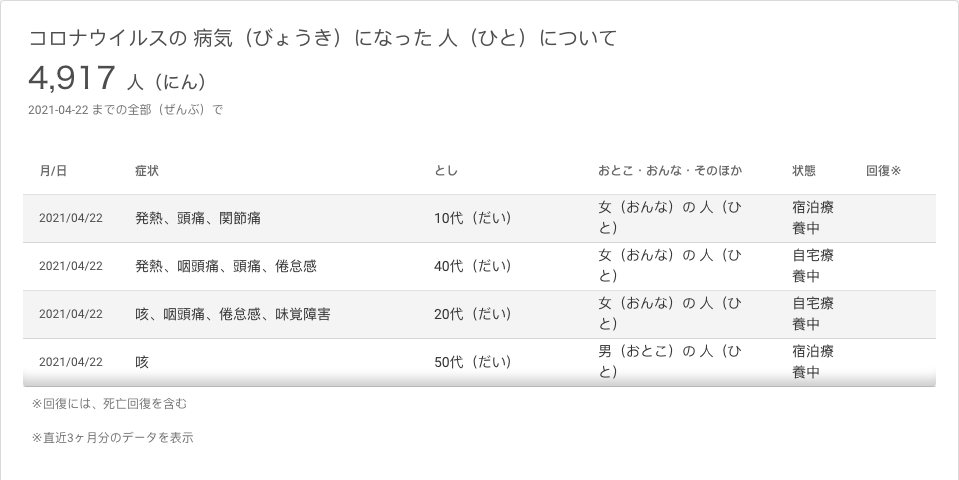 コロナウイルスの 病気（びょうき）になった 人（ひと）について
4,917 人（にん）
2021-04-22 までの全部（ぜんぶ）で
月/日 症状 とし おとこ・おんな・そのほか 状態 回復※
2021/04/22 発熱、頭痛、関節痛 10代（だい） 女（おんな）の 人（ひと） 宿泊療養中
2021/04/22 発熱、咽頭痛、頭痛、倦怠感 40代（だい） 女（おんな）の 人（ひと） 自宅療養中
2021/04/22 咳、咽頭痛、倦怠感、味覚障害 20代（だい） 女（おんな）の 人（ひと） 自宅療養中
2021/04/22 咳 50代（だい） 男（おとこ）の 人（ひと） 宿泊療養中
※回復には、死亡回復を含む
※直近3ヶ月分のデータを表示